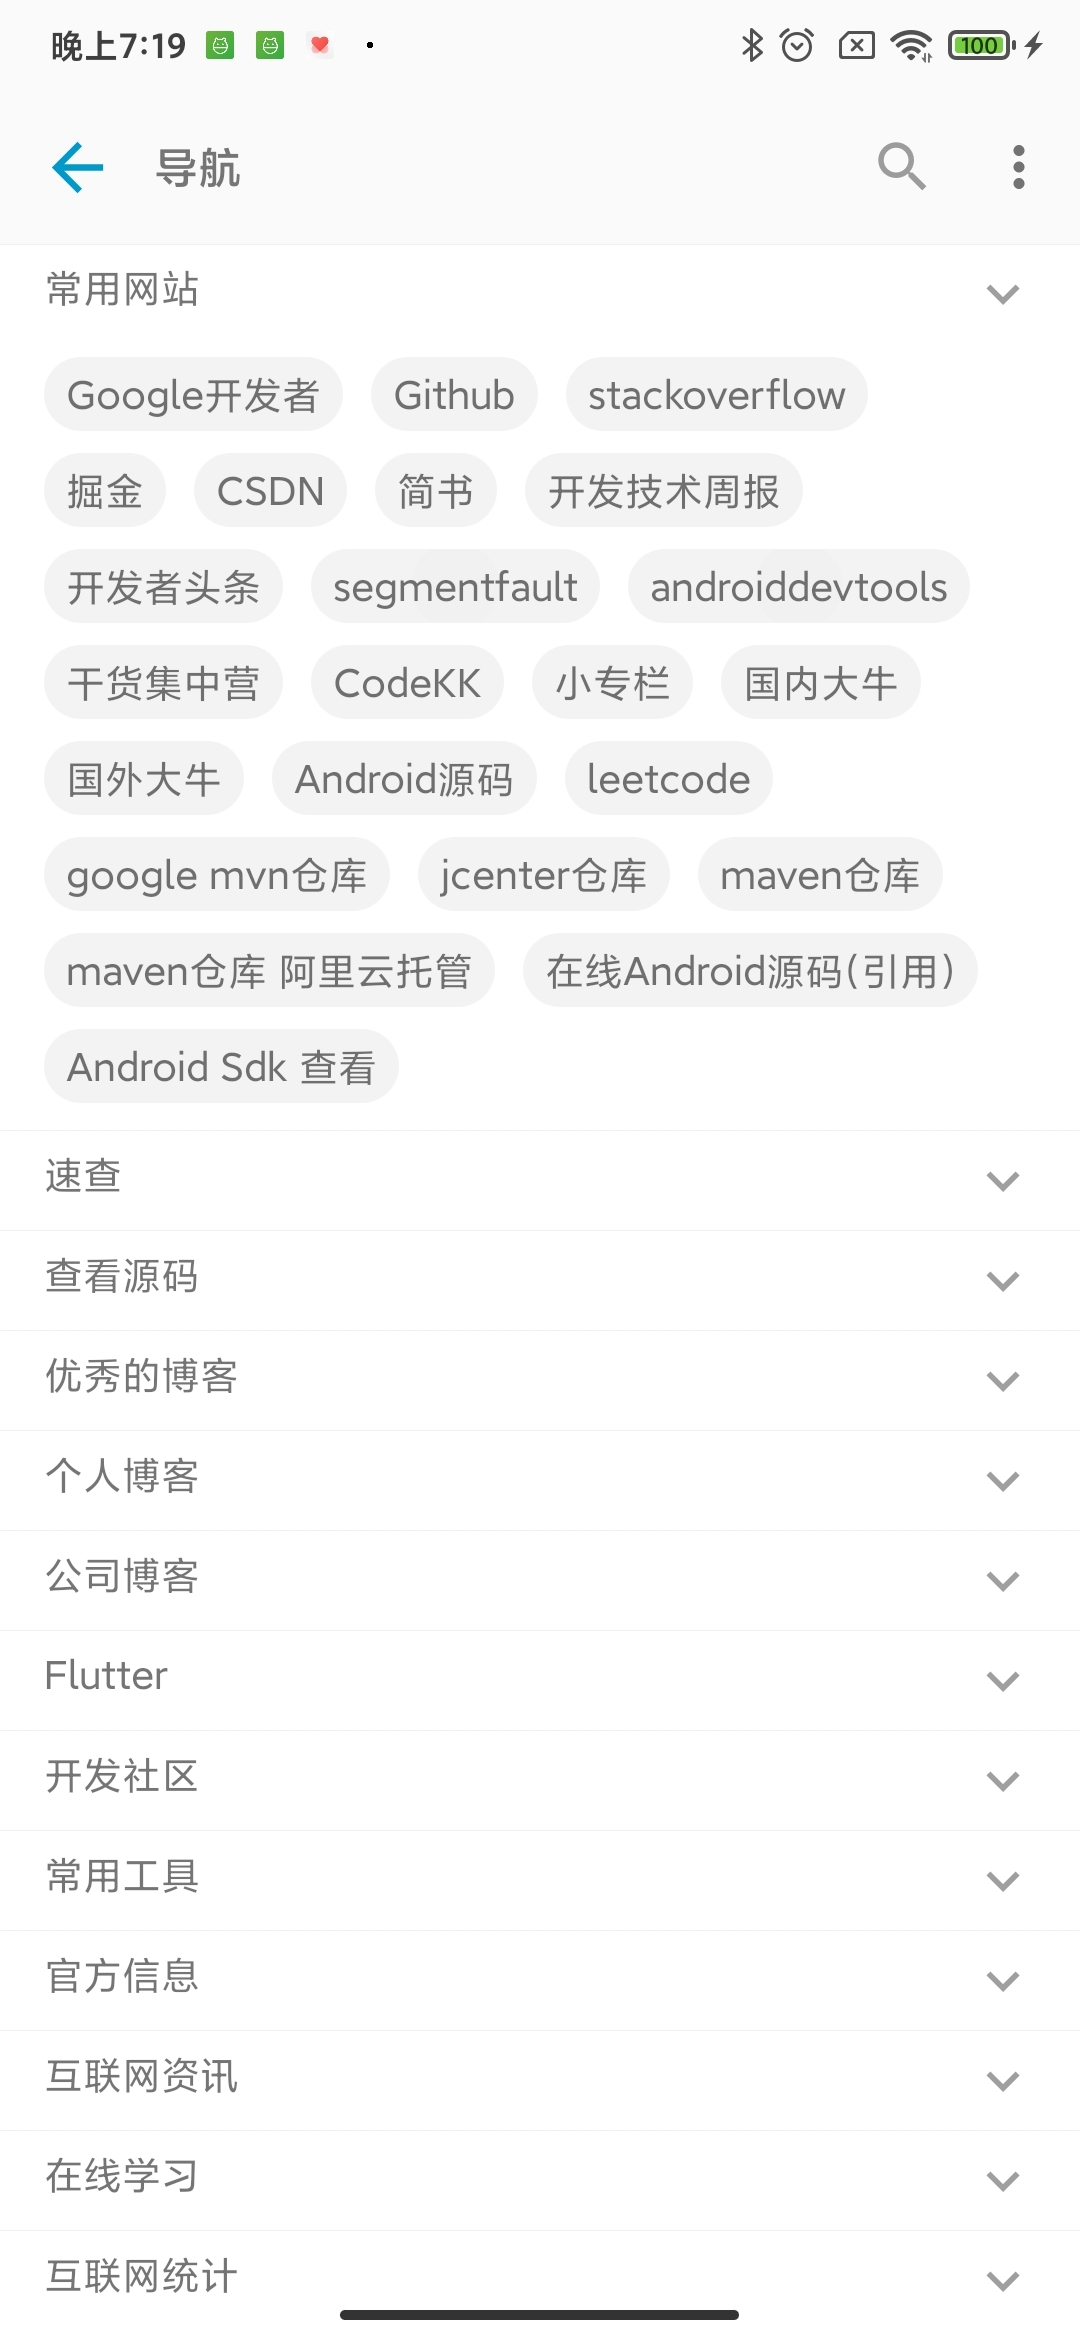 晚上7:19
100
导航
常用网站
Google开发者 Github stackoverflow
掘金 CSDN 简书 开发技术周报
开发者头条 segmentfault androiddevtools
干货集中营 CodeKK 小专栏 国内大牛
国外大牛 Android源码 leetcode
google mvn仓库 jcenter仓库 maven仓库
maven仓库 阿里云托管 在线Android源码(引用)
Android Sdk 查看
速查
查看源码
优秀的博客
个人博客
公司博客
Flutter
开发社区
常用工具
官方信息
互联网资讯
在线学习
互联网统计